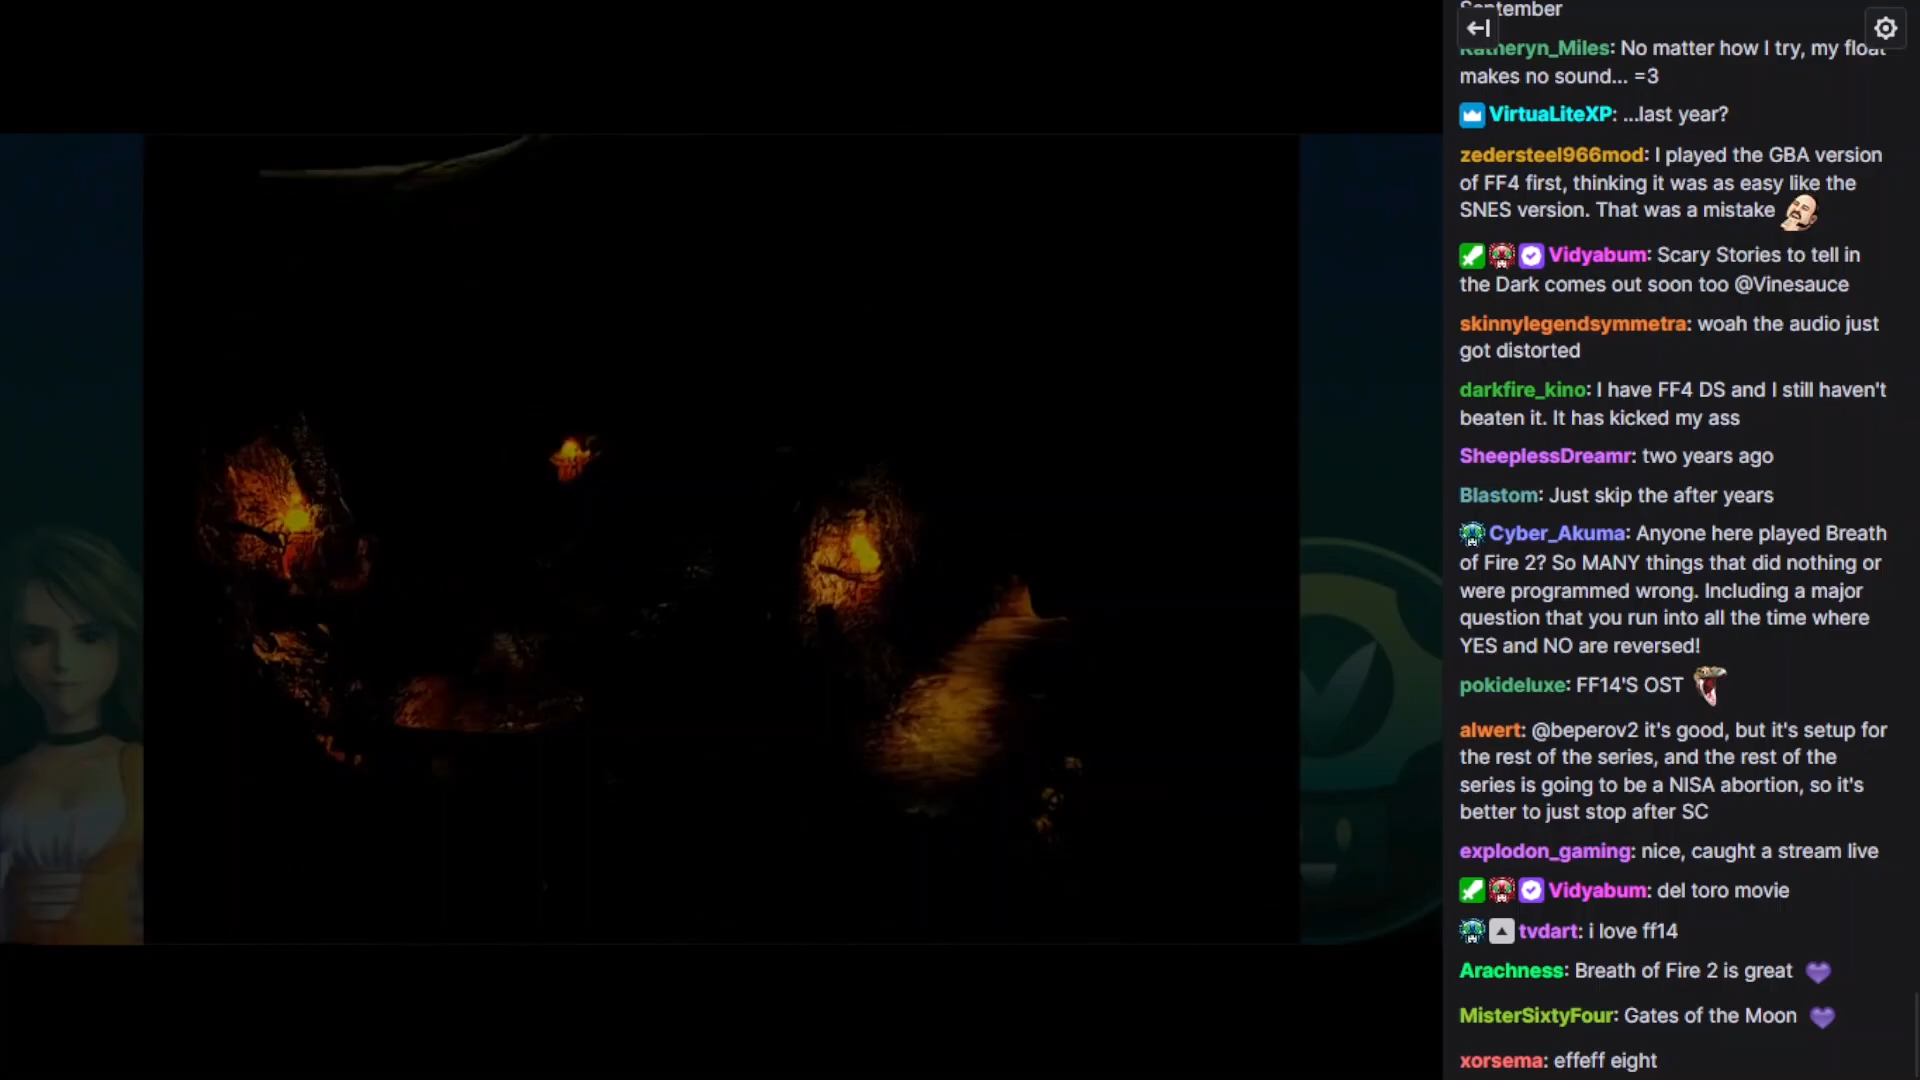 September
Katheryn_Miles: No matter how I try, my float
makes no sound... =3
VirtuaLiteXP: ...last year?
zedersteel966mod: I played the GBA version
of FF4 first, thinking it was as easy like the
SNES version. That was a mistake
Vidyabum: Scary Stories to tell in
the Dark comes out soon too @Vinesauce
skinnylegendsymmetra: woah the audio just
got distorted
darkfire_kino: I have FF4 DS and I still haven't
beaten it. It has kicked my ass
SheeplessDreamr: two years ago
Blastom: Just skip the after years
Cyber_Akuma: Anyone here played Breath
of Fire 2? So MANY things that did nothing or
were programmed wrong. Including a major
question that you run into all the time where
YES and NO are reversed!
pokideluxe: FF14'S OST
alwert: @beperov2 it's good, but it's setup for
the rest of the series, and the rest of the
series is going to be a NISA abortion, so it's
better to just stop after SC
explodon_gaming: nice, caught a stream live
Vidyabum: del toro movie
tvdart: i love ff14
Arachness: Breath of Fire 2 is great
MisterSixtyFour: Gates of the Moon
xorsema: effeff eight